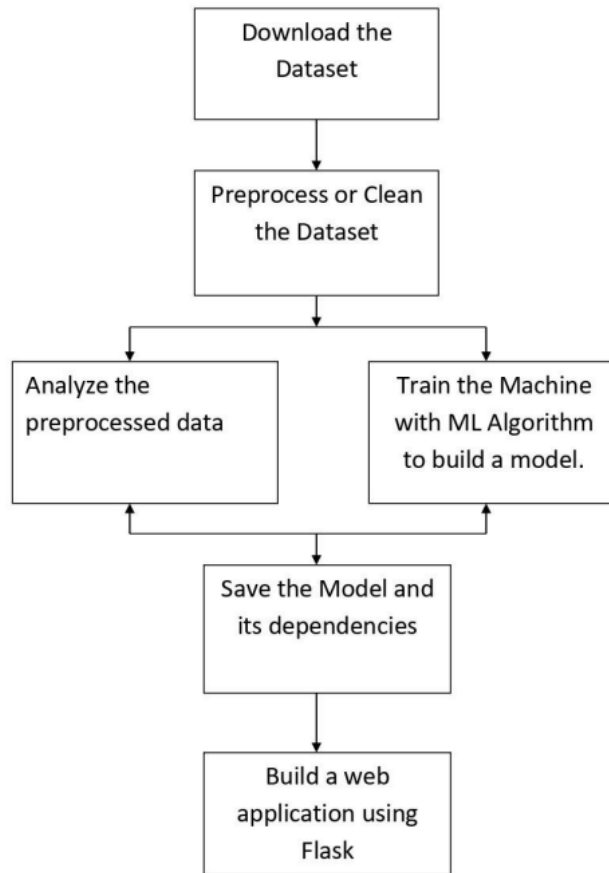 Download the
Dataset
Preprocess or Clean
the Dataset
Analyze the
preprocessed data
Train the Machine
with ML Algorithm
to build a model.
Save the Model and
its dependencies
Build a web
application using
Flask